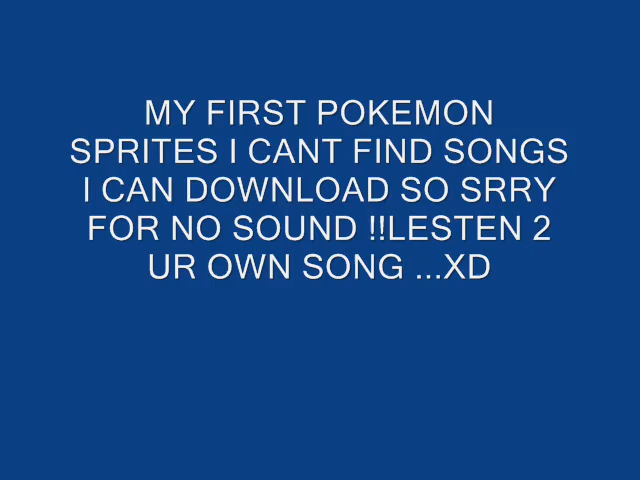 MY FIRST POKEMON
SPRITES I CANT FIND SONGS
I CAN DOWNLOAD SO SRRY
FOR NO SOUND !!LESTEN 2
UR OWN SONG ...XD